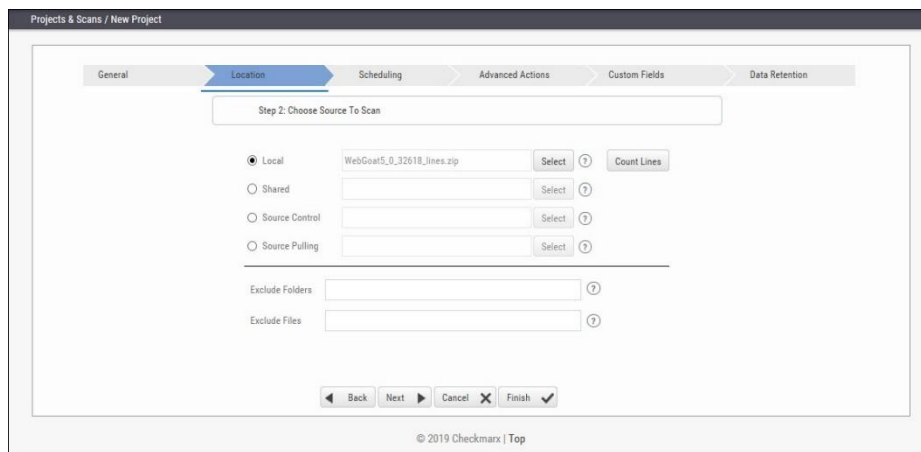 Projects & Scans / New Project
General Location Scheduling Advanced Actions Custom Fields Data Retention
Step 2: Choose Source To Scan
Local WebGoat5_0_32618_lines.zip Select ? Count Lines
Shared Select ?
Source Control Select ?
Source Pulling Select ?
Exclude Folders ?
Exclude Files ?
Back Next Cancel Finish
© 2019 Checkmarx | Top